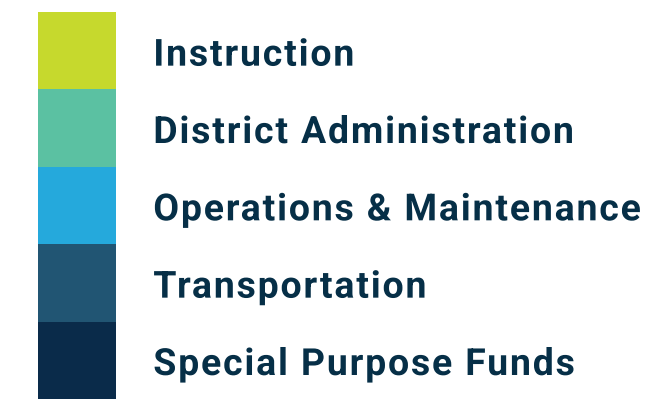 Instruction
District Administration
Operations & Maintenance
Transportation
Special Purpose Funds